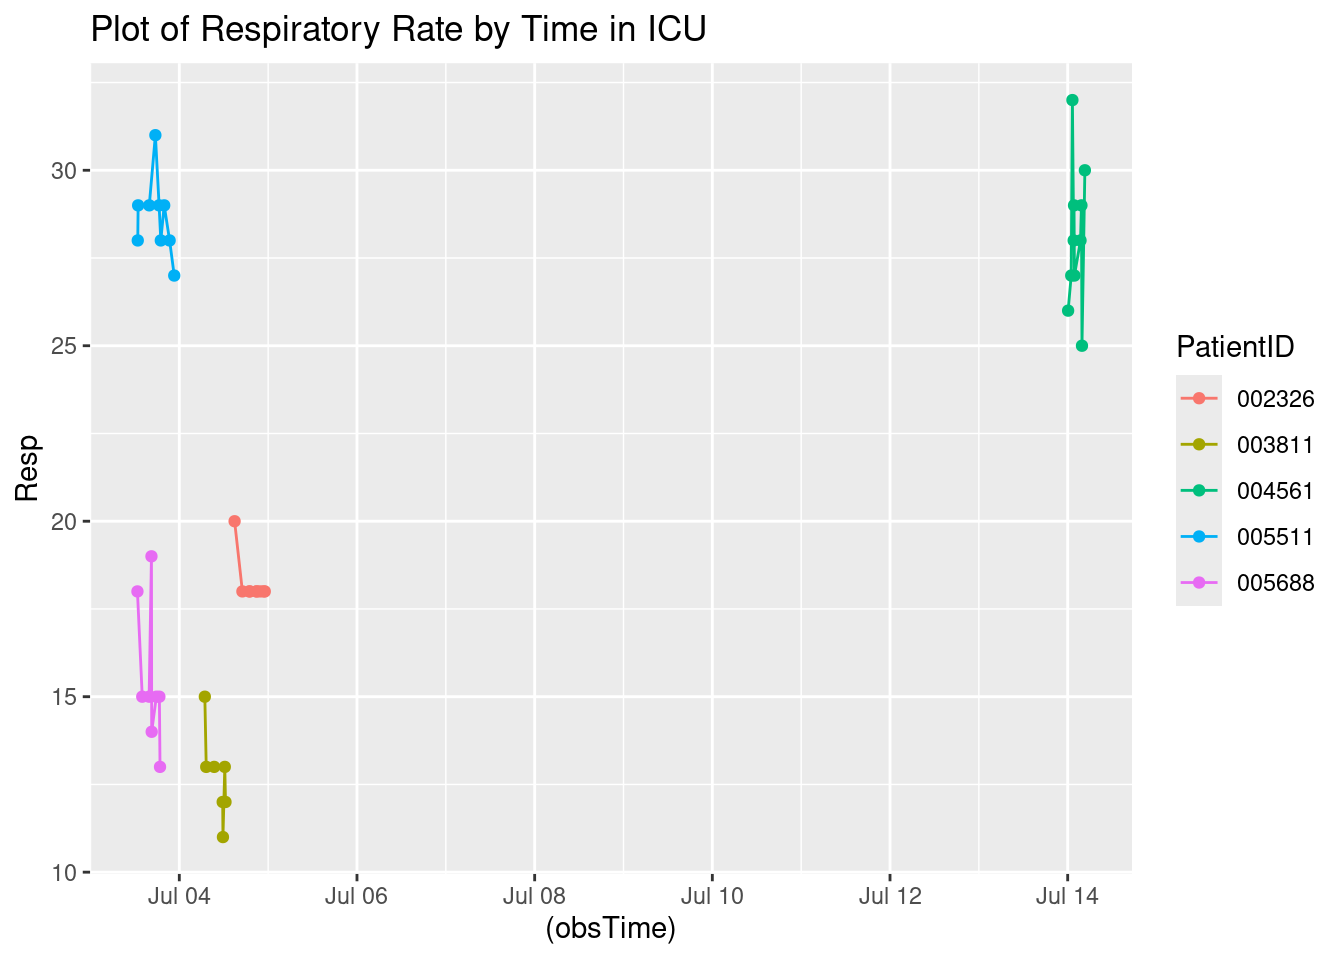 Plot of Respiratory Rate by Time in ICU
30
25
20
15
10
Resp
Jul 04
Jul 06
Jul 08
Jul 10
Jul 12
Jul 14
(obsTime)
PatientID
002326
003811
004561
005511
005688